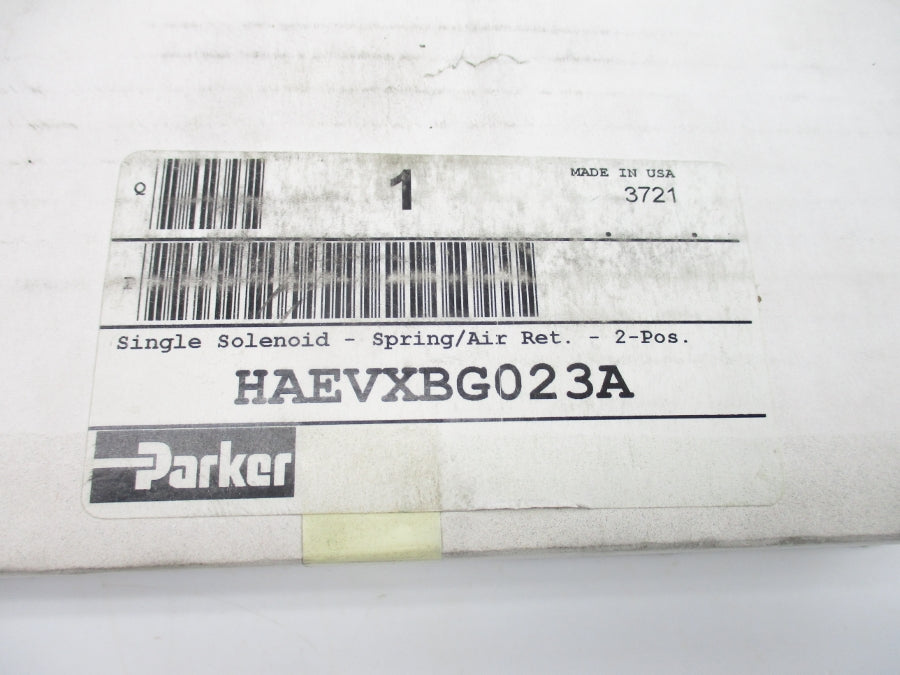 Q 1 MADE IN USA
3721
P
Single Solenoid - Spring/Air Ret. - 2-Pos.
HAEVXBG023A
Parker